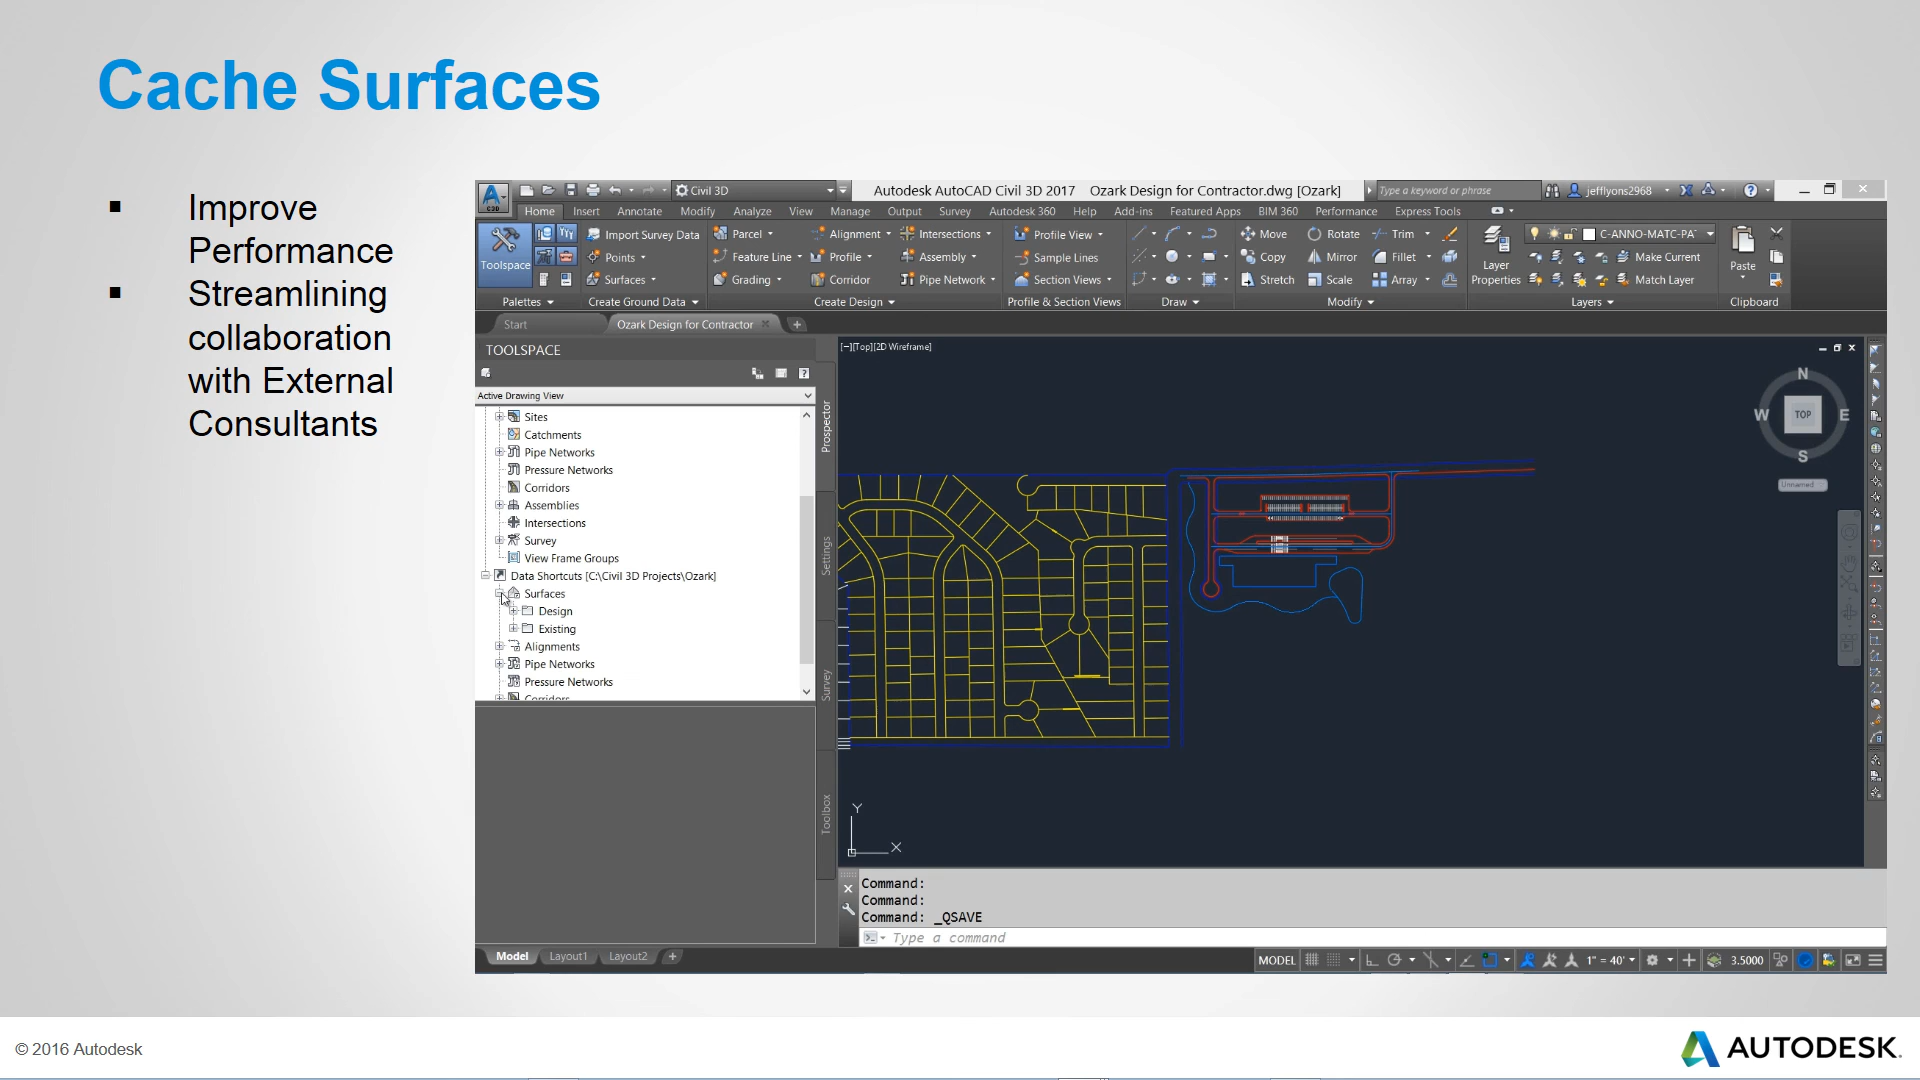 Cache Surfaces
▪ Improve
Performance
▪ Streamlining
collaboration
with External
Consultants
Civil 3D
Autodesk AutoCAD Civil 3D 2017 Ozark Design for Contractor.dwg [Ozark]
Type a keyword or phrase
jefflyons2968
Home Insert Annotate Modify Analyze View Manage Output Survey Autodesk 360 Help Add-ins Featured Apps BIM 360 Performance Express Tools
Toolspace
Import Survey Data Parcel Alignment Intersections Profile View Move Rotate Trim C-ANNO-MATC-PA
Points Feature Line Profile Assembly Sample Lines Copy Mirror Fillet Make Current
Surfaces Grading Corridor Pipe Network Section Views Stretch Scale Array Match Layer
Layer
Properties
Paste
Palettes Create Ground Data Create Design Profile & Section Views Draw Modify Layers Clipboard
Start Ozark Design for Contractor
TOOLSPACE
Active Drawing View
Sites
Catchments
Pipe Networks
Pressure Networks
Corridors
Assemblies
Intersections
Survey
View Frame Groups
Data Shortcuts [C:\Civil 3D Projects\Ozark]
Surfaces
Design
Existing
Alignments
Pipe Networks
Pressure Networks
Corridors
Prospector
Settings
Survey
Toolbox
[−][Top][2D Wireframe]
N
W TOP E
S
Unnamed
Y
X
Command:
Command:
Command: _QSAVE
Type a command
Model Layout1 Layout2 +
MODEL 1" = 40' 3.5000
© 2016 Autodesk
AUTODESK.